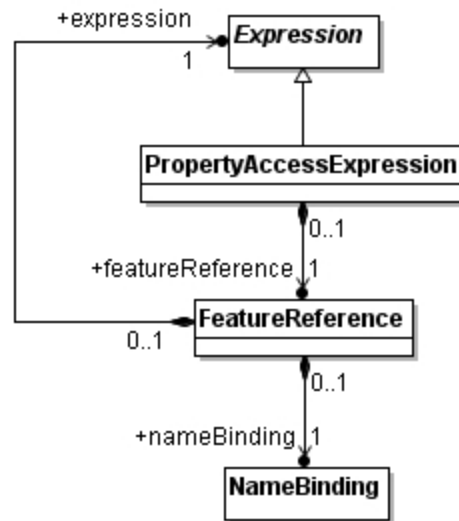 +expression
Expression
1
PropertyAccessExpression
0..1
+featureReference
1
FeatureReference
0..1
0..1
+nameBinding
1
NameBinding